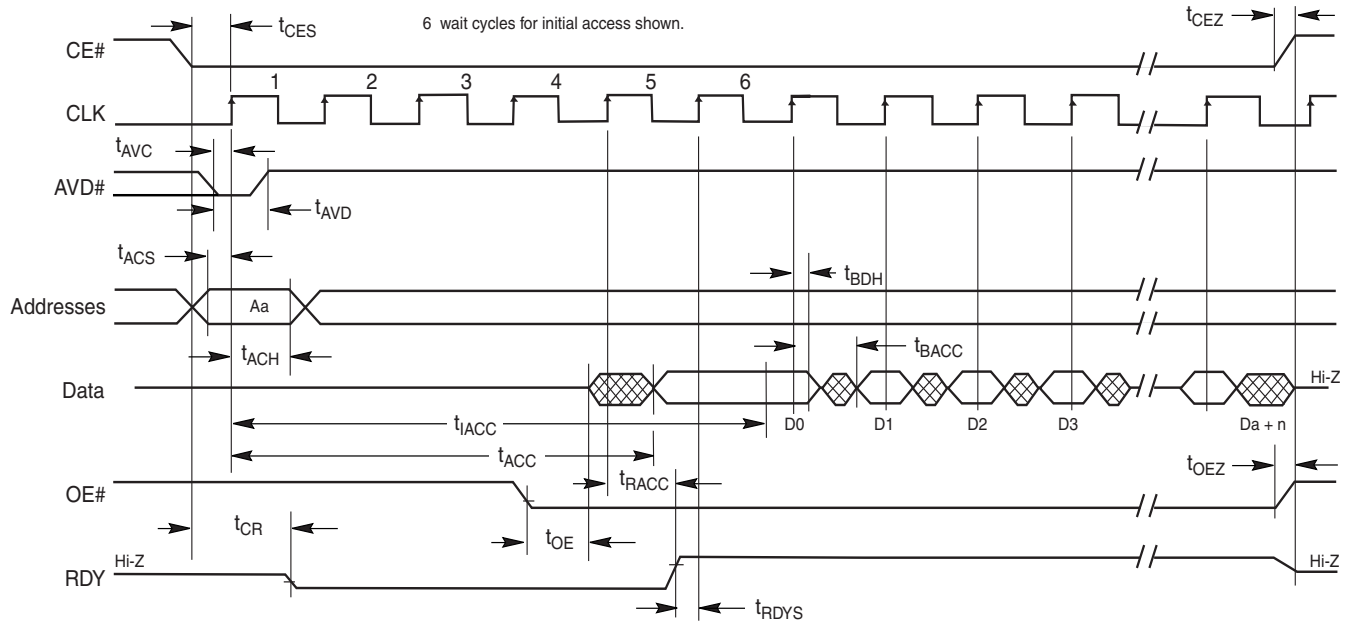 6 wait cycles for initial access shown.
tCES
tCEZ
CE#
1 2 3 4 5 6
CLK
tAVC
AVD#
tAVD
tACS
tBDH
Addresses
Aa
tACH
tBACC
Data
Hi-Z
tIACC
D0 D1 D2 D3 Da + n
tACC
tOEZ
tRACC
OE#
tCR
tOE
Hi-Z
Hi-Z
RDY
tRDYS